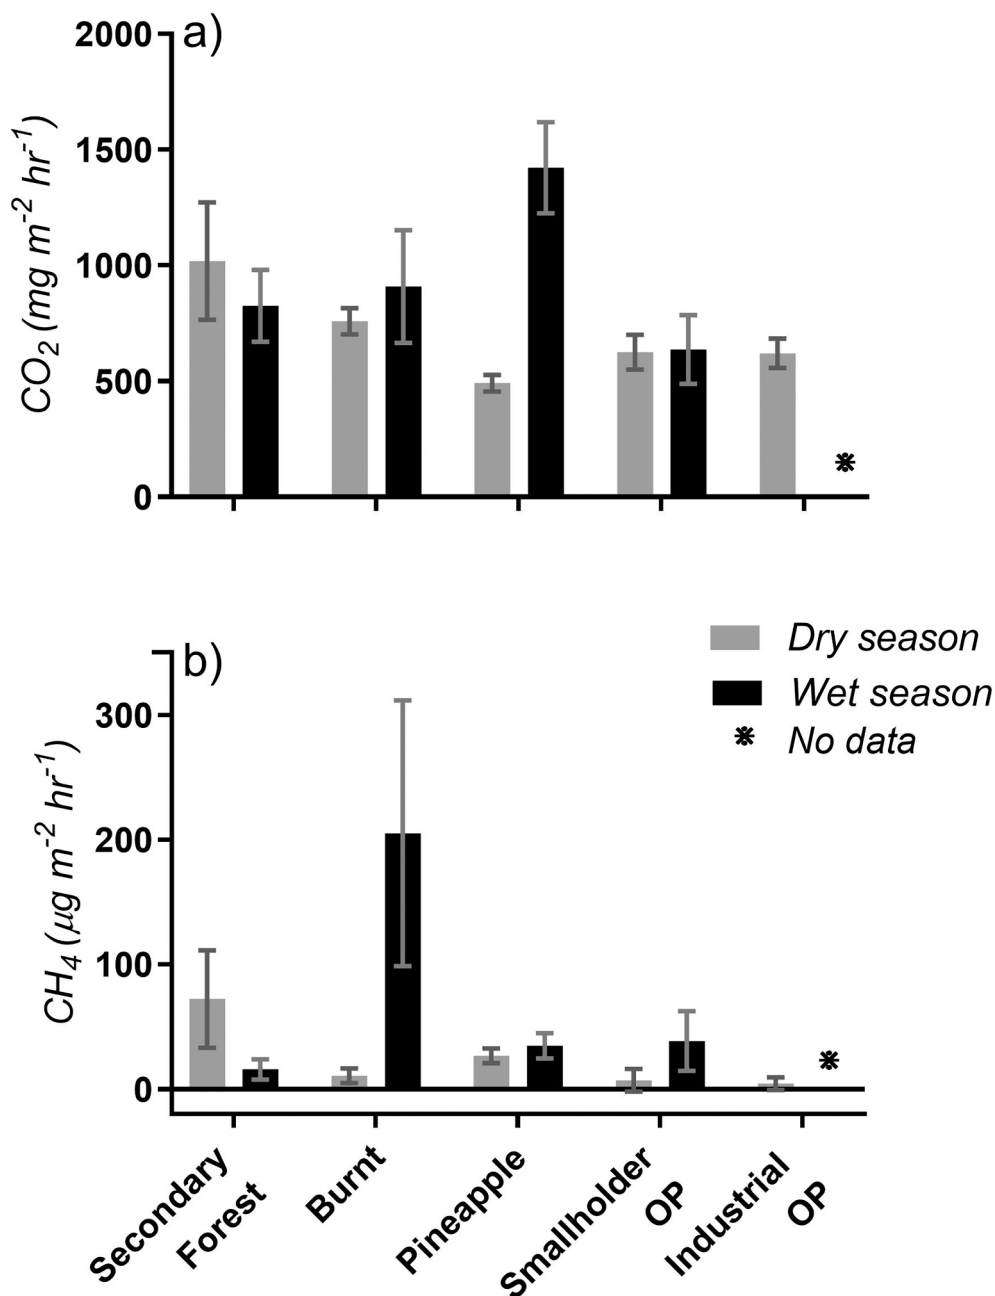 a)
2000
1500
1000
500
0
CO2 (mg m-2 hr-1)
Dry season
Wet season
No data
b)
300
200
100
0
CH4 (µg m-2 hr-1)
Secondary
Forest
Burnt
Pineapple
Smallholder
OP
Industrial
OP